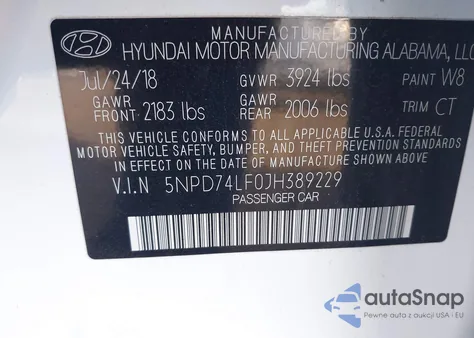 MANUFACTURED BY
HYUNDAI MOTOR MANUFACTURING ALABAMA, LLC
Jul/24/18 GVWR 3924 lbs PAINT W8
GAWR FRONT 2183 lbs GAWR REAR 2006 lbs TRIM CT
THIS VEHICLE CONFORMS TO ALL APPLICABLE U.S.A. FEDERAL
MOTOR VEHICLE SAFETY, BUMPER, AND THEFT PREVENTION STANDARDS
IN EFFECT ON THE DATE OF MANUFACTURE SHOWN ABOVE.
V.I.N 5NPD74LF0JH389229
PASSENGER CAR
autoSnap
Pewne auta z aukcji USA i EU